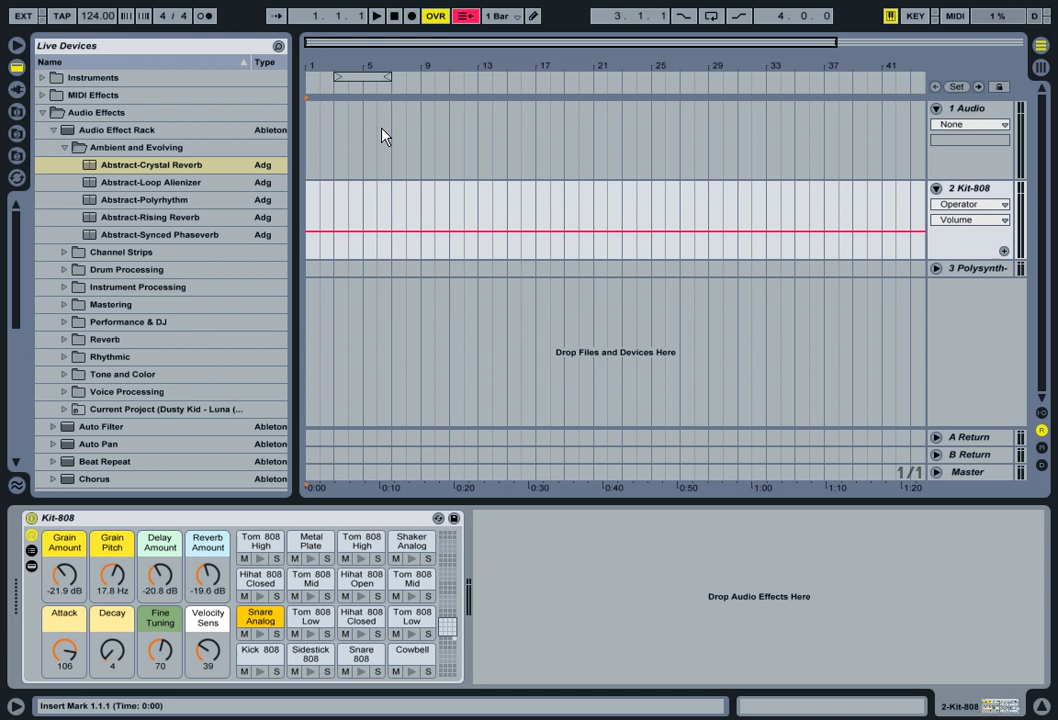 EXT TAP 124.00 4 / 4 1. 1. 1 OVR 1 Bar 3. 1. 1 4. 0. 0 KEY MIDI 1 % D
Live Devices
Name Type
Instruments
MIDI Effects
Audio Effects
Audio Effect Rack Ableton
Ambient and Evolving
Abstract-Crystal Reverb Adg
Abstract-Loop Alienizer Adg
Abstract-Polyrhythm Adg
Abstract-Rising Reverb Adg
Abstract-Synced Phaseverb Adg
Channel Strips
Drum Processing
Instrument Processing
Mastering
Performance & DJ
Reverb
Rhythmic
Tone and Color
Voice Processing
Current Project (Dusty Kid - Luna (...
Auto Filter Ableton
Auto Pan Ableton
Beat Repeat Ableton
Chorus Ableton
1 5 9 13 17 21 25 29 33 37 41
Set
1 Audio
None
2 Kit-808
Operator
Volume
3 Polysynth-
Drop Files and Devices Here
A Return
B Return
1/1 Master
0:00 0:10 0:20 0:30 0:40 0:50 1:00 1:10 1:20
R
D
Kit-808
Grain Amount
-21.9 dB
Grain Pitch
17.8 Hz
Delay Amount
-20.8 dB
Reverb Amount
-19.6 dB
Attack
106
Decay
4
Fine Tuning
70
Velocity Sens
39
Tom 808 High
M S
Metal Plate
M S
Tom 808 High
M S
Shaker Analog
M S
Hihat 808 Closed
M S
Tom 808 Mid
M S
Hihat 808 Open
M S
Tom 808 Mid
M S
Snare Analog
M S
Tom 808 Low
M S
Hihat 808 Closed
M S
Tom 808 Low
M S
Kick 808
M S
Sidestick 808
M S
Snare 808
M S
Cowbell
M S
Drop Audio Effects Here
Insert Mark 1.1.1 (Time: 0:00)
2-Kit-808